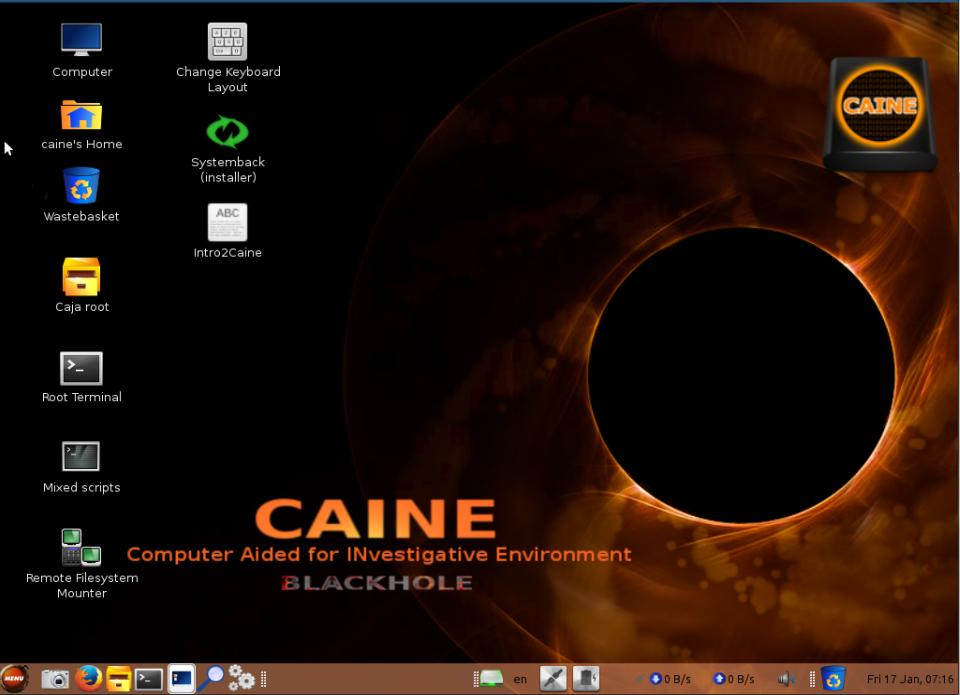 Computer
Change Keyboard
Layout
CAINE
caine's Home
Systemback
(installer)
Wastebasket
ABC
Intro2Caine
Caja root
>_
Root Terminal
>_
Mixed scripts
Remote Filesystem
Mounter
CAINE
Computer Aided for INvestigative Environment
BLACKHOLE
MENU
en
0 B/s
0 B/s
Fri 17 Jan, 07:16